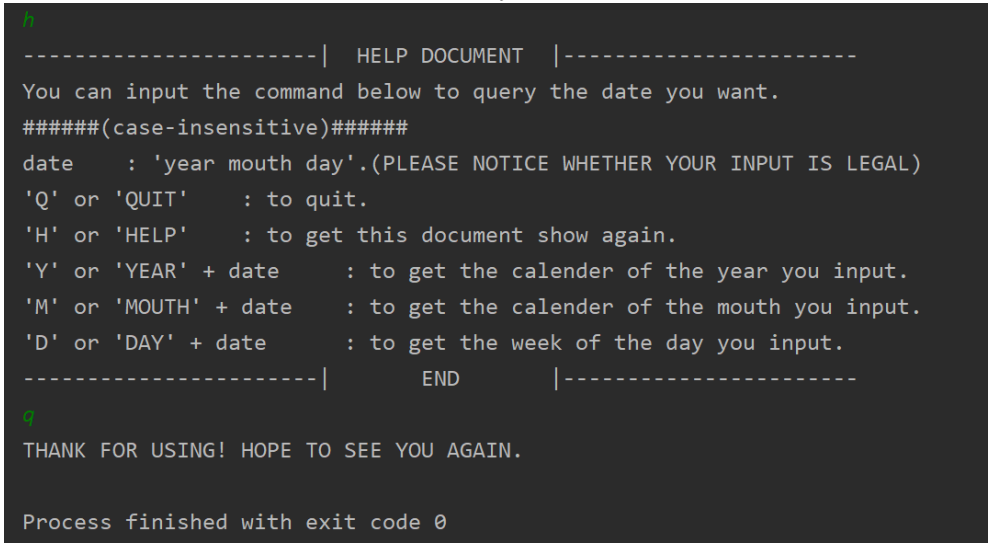 h
-----------------------|  HELP DOCUMENT  |-----------------------
You can input the command below to query the date you want.
######(case-insensitive)######
date    : 'year mouth day'.(PLEASE NOTICE WHETHER YOUR INPUT IS LEGAL)
'Q' or 'QUIT'    : to quit.
'H' or 'HELP'    : to get this document show again.
'Y' or 'YEAR' + date     : to get the calender of the year you input.
'M' or 'MOUTH' + date    : to get the calender of the mouth you input.
'D' or 'DAY' + date      : to get the week of the day you input.
-----------------------|       END       |-----------------------
q
THANK FOR USING! HOPE TO SEE YOU AGAIN.
Process finished with exit code 0